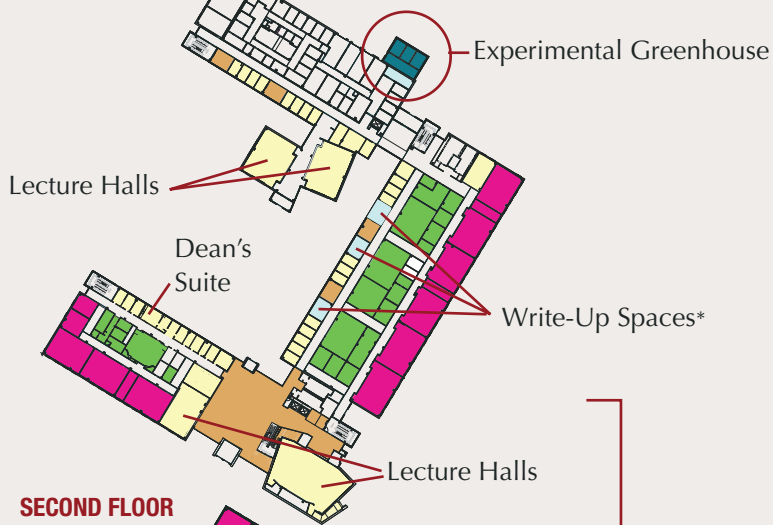 Experimental Greenhouse
Lecture Halls
Dean’s
Suite
Write-Up Spaces*
Lecture Halls
SECOND FLOOR